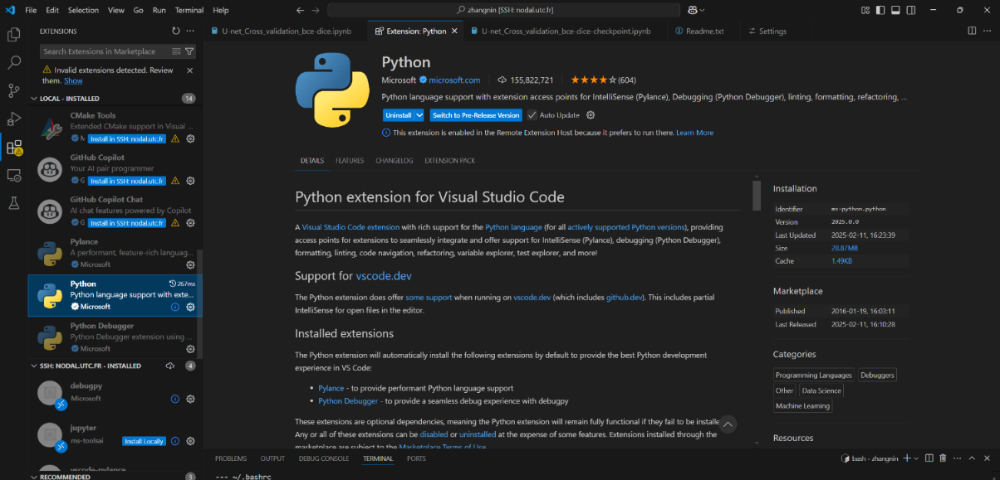 File Edit Selection View Go Run Terminal Help
zhangnin [SSH: nodal.utc.fr]
EXTENSIONS
U-net_Cross_validation_bce-dice.ipynb
Extension: Python
U-net_Cross_validation_bce-dice-checkpoint.ipynb
Readme.txt
Settings
Search Extensions in Marketplace
Invalid extensions detected. Review
them. Show
LOCAL - INSTALLED
14
CMake Tools
Extended CMake support in Visual ...
M
Install in SSH: nodal.utc.fr
GitHub Copilot
Your AI pair programmer
G
Install in SSH: nodal.utc.fr
GitHub Copilot Chat
AI chat features powered by Copilot
G
Install in SSH: nodal.utc.fr
Pylance
A performant, feature-rich languag...
Microsoft
Python
267ms
Python language support with exte...
Microsoft
Python Debugger
Python Debugger extension using ...
Microsoft
SSH: NODAL.UTC.FR - INSTALLED
4
debugpy
Microsoft
jupyter
ms-toolsai
Install Locally
vscode-pylance
RECOMMENDED
3
Python
Microsoft microsoft.com 155,822,721 (604)
Python language support with extension access points for IntelliSense (Pylance), Debugging (Python Debugger), linting, formatting, refactoring, ...
Uninstall Switch to Pre-Release Version Auto Update
This extension is enabled in the Remote Extension Host because it prefers to run there. Learn More
DETAILS FEATURES CHANGELOG EXTENSION PACK
Python extension for Visual Studio Code
A Visual Studio Code extension with rich support for the Python language (for all actively supported Python versions), providing
access points for extensions to seamlessly integrate and offer support for IntelliSense (Pylance), debugging (Python Debugger),
formatting, linting, code navigation, refactoring, variable explorer, test explorer, and more!
Support for vscode.dev
The Python extension does offer some support when running on vscode.dev (which includes github.dev). This includes partial
IntelliSense for open files in the editor.
Installed extensions
The Python extension will automatically install the following extensions by default to provide the best Python development
experience in VS Code:
• Pylance - to provide performant Python language support
• Python Debugger - to provide a seamless debug experience with debugpy
These extensions are optional dependencies, meaning the Python extension will remain fully functional if they fail to be installe
Any or all of these extensions can be disabled or uninstalled at the expense of some features. Extensions installed through the
marketplace are subject to the Marketplace Terms of Use.
Installation
Identifier ms-python.python
Version 2025.0.0
Last Updated 2025-02-11, 16:23:39
Size 28.87MB
Cache 1.49KB
Marketplace
Published 2016-01-19, 16:03:11
Last Released 2025-02-11, 16:10:28
Categories
Programming Languages Debuggers
Other Data Science
Machine Learning
Resources
PROBLEMS OUTPUT DEBUG CONSOLE TERMINAL PORTS
bash - zhangnin
--- ~/.bashrc